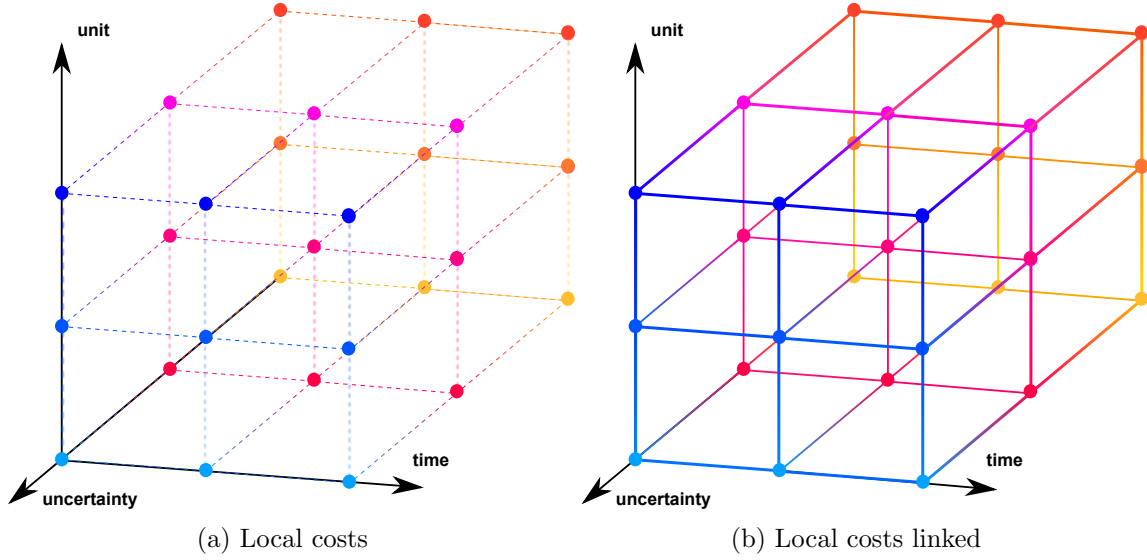 unit
time
uncertainty
(a) Local costs
unit
time
uncertainty
(b) Local costs linked